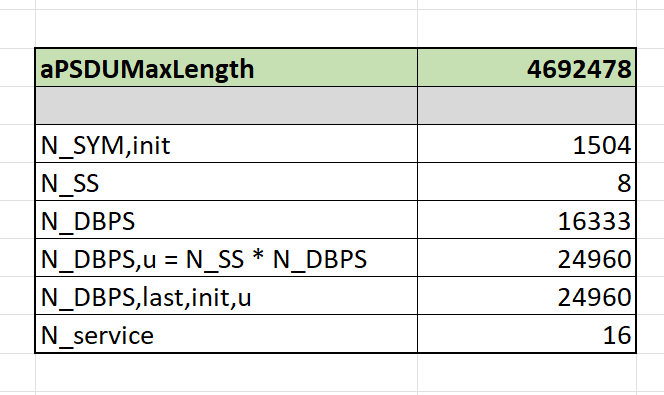 aPSDUMaxLength 4692478
N_SYM,init 1504
N_SS 8
N_DBPS 16333
N_DBPS,u = N_SS * N_DBPS 24960
N_DBPS,last,init,u 24960
N_service 16